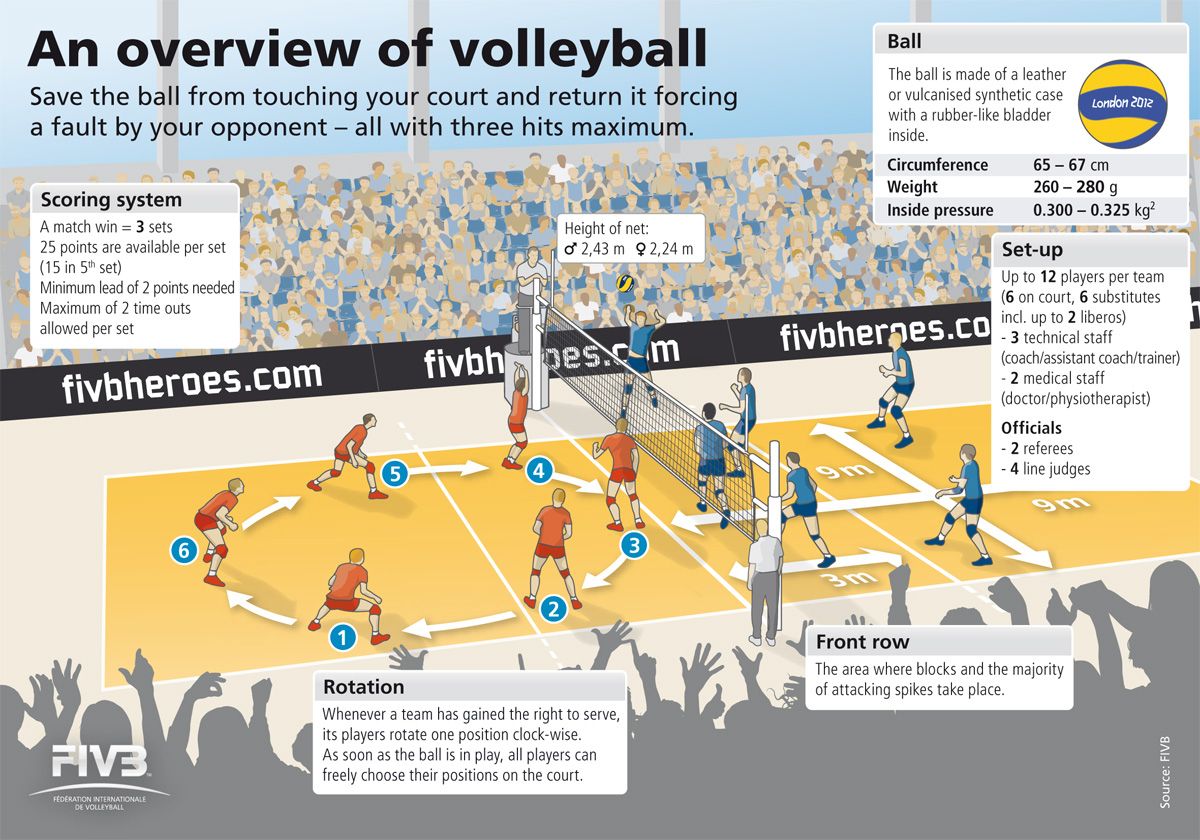 An overview of volleyball
Save the ball from touching your court and return it forcing
a fault by your opponent – all with three hits maximum.
Ball
The ball is made of a leather
or vulcanised synthetic case
with a rubber-like bladder
inside.
London 2012
Circumference 65 – 67 cm
Weight 260 – 280 g
Inside pressure 0.300 – 0.325 kg²
Scoring system
A match win = 3 sets
25 points are available per set
(15 in 5th set)
Minimum lead of 2 points needed
Maximum of 2 time outs
allowed per set
Height of net:
♂ 2,43 m ♀ 2,24 m
Set-up
Up to 12 players per team
(6 on court, 6 substitutes
incl. up to 2 liberos)
- 3 technical staff
(coach/assistant coach/trainer)
- 2 medical staff
(doctor/physiotherapist)
Officials
- 2 referees
- 4 line judges
fivbheroes.com
fivbheroes.com
fivbheroes.co
5
4
6
3
2
1
9 m
9 m
3m
Front row
The area where blocks and the majority
of attacking spikes take place.
Rotation
Whenever a team has gained the right to serve,
its players rotate one position clock-wise.
As soon as the ball is in play, all players can
freely choose their positions on the court.
FIVB
FÉDÉRATION INTERNATIONALE
DE VOLLEYBALL
Source: FIVB